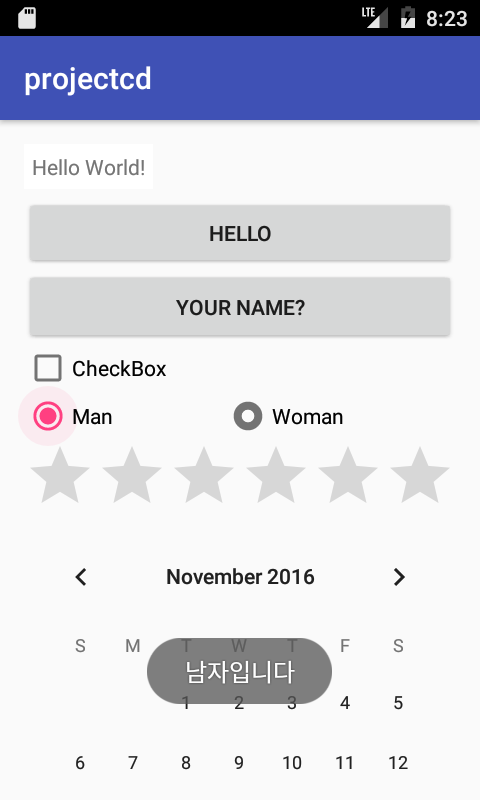 LTE 8:23
projectcd
Hello World!
HELLO
YOUR NAME?
CheckBox
Man Woman
November 2016
S M T W T F S
남자입니다
1 2 3 4 5
6 7 8 9 10 11 12